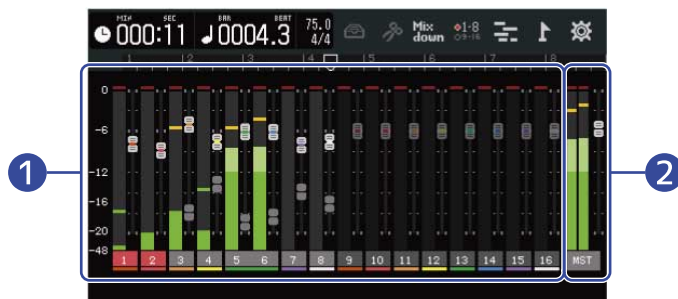 MIN SEC BAR BEAT
000:11 0004.3 75.0 4/4 Mix down 1-8 09-16
1 2 3 4 5 6 7 8
0
-6
-12
-16
-20
-48
1 2 3 4 5 6 7 8 9 10 11 12 13 14 15 16 MST
1 2